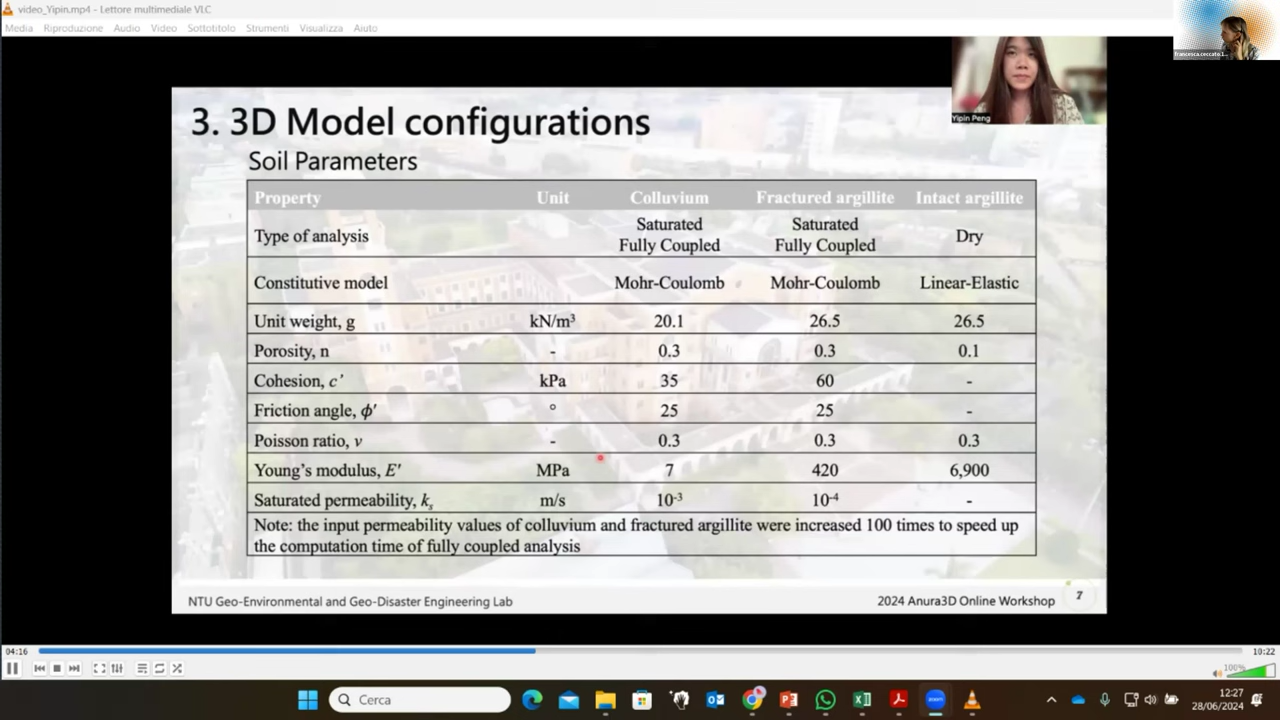 video_Yipin.mp4 - Lettore multimediale VLC
Media Riproduzione Audio Video Sottotitolo Strumenti Visualizza Aiuto
francesca.ceccato.1...
Yipin Peng
3. 3D Model configurations
Soil Parameters
Property Unit Colluvium Fractured argillite Intact argillite
Type of analysis - Saturated Fully Coupled Saturated Fully Coupled Dry
Constitutive model Mohr-Coulomb Mohr-Coulomb Linear-Elastic
Unit weight, g kN/m³ 20.1 26.5 26.5
Porosity, n - 0.3 0.3 0.1
Cohesion, c′ kPa 35 60 -
Friction angle, ϕ′ ° 25 25 -
Poisson ratio, ν - 0.3 0.3 0.3
Young's modulus, E′ MPa 7 420 6,900
Saturated permeability, kₛ m/s 10⁻³ 10⁻⁴ -
Note: the input permeability values of colluvium and fractured argillite were increased 100 times to speed up
the computation time of fully coupled analysis
NTU Geo-Environmental and Geo-Disaster Engineering Lab 2024 Anura3D Online Workshop 7
04:16 10:22
100%
Cerca
12:27
28/06/2024